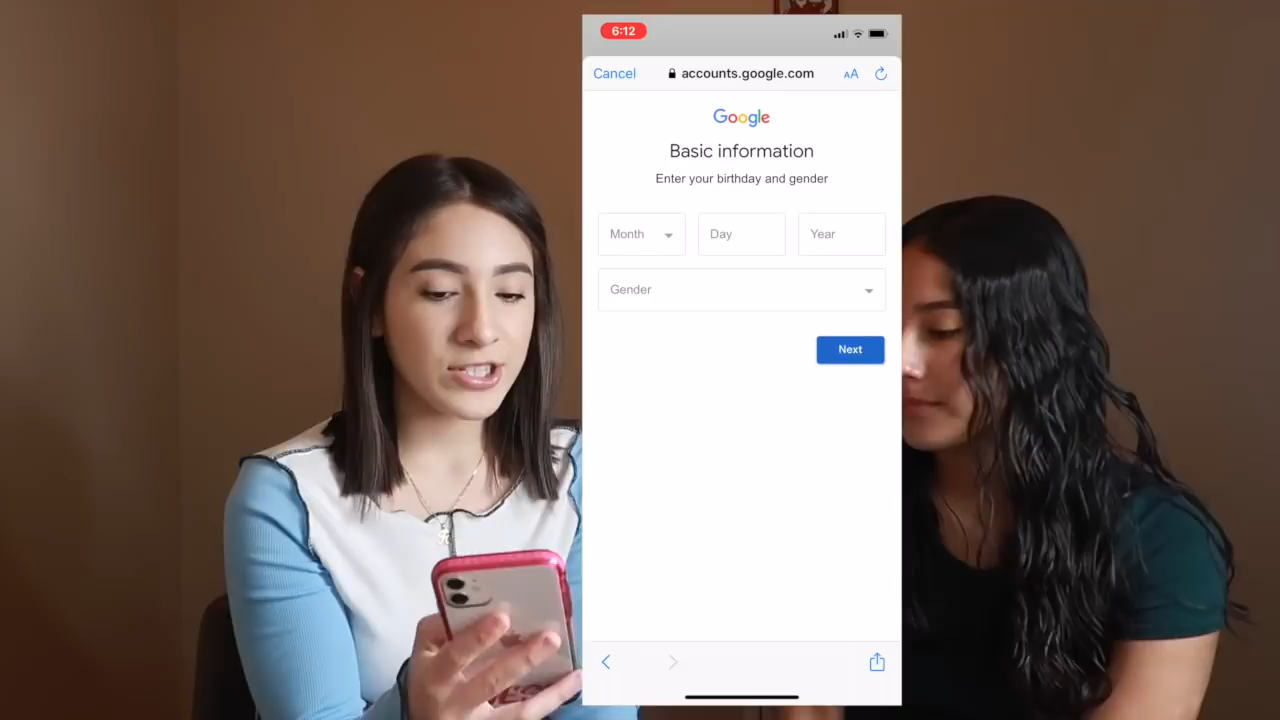 6:12
Cancel accounts.google.com AA
Google
Basic information
Enter your birthday and gender
Month Day Year
Gender
Next